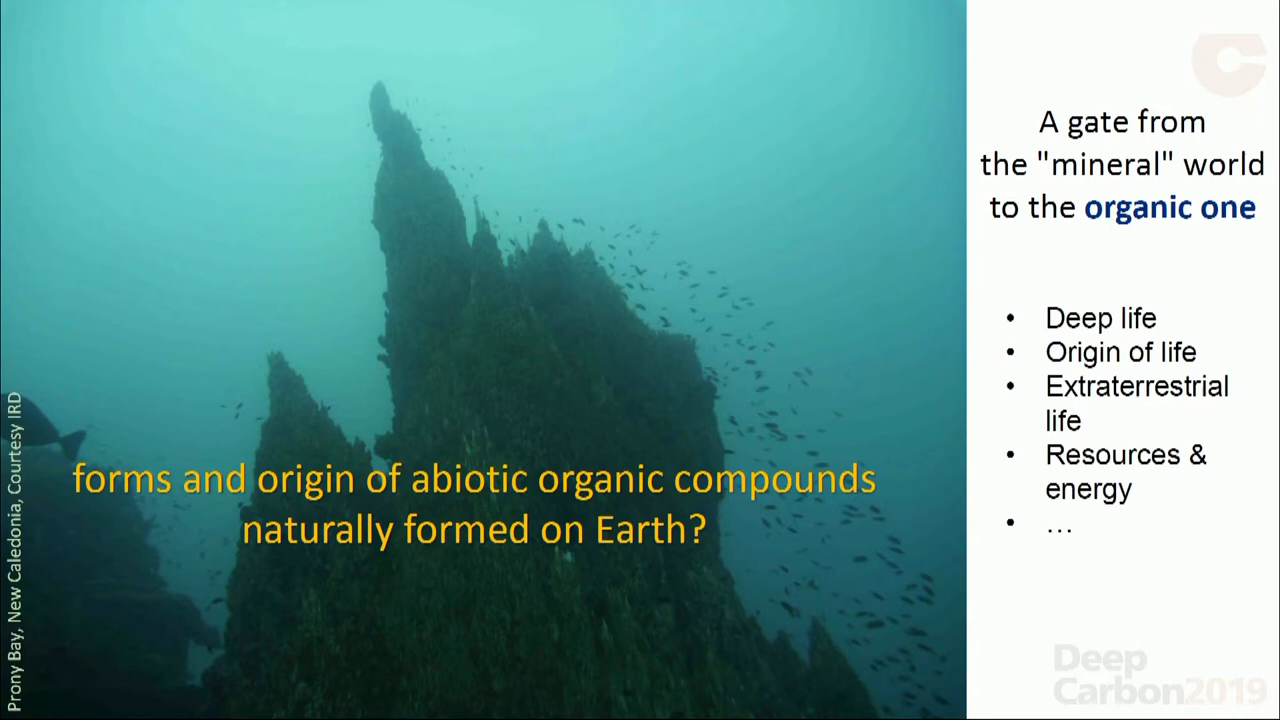 A gate from
the "mineral" world
to the organic one
• Deep life
• Origin of life
• Extraterrestrial
life
• Resources &
energy
• …
forms and origin of abiotic organic compounds
naturally formed on Earth?
Prony Bay, New Caledonia, Courtesy IRD
Deep
Carbon2019